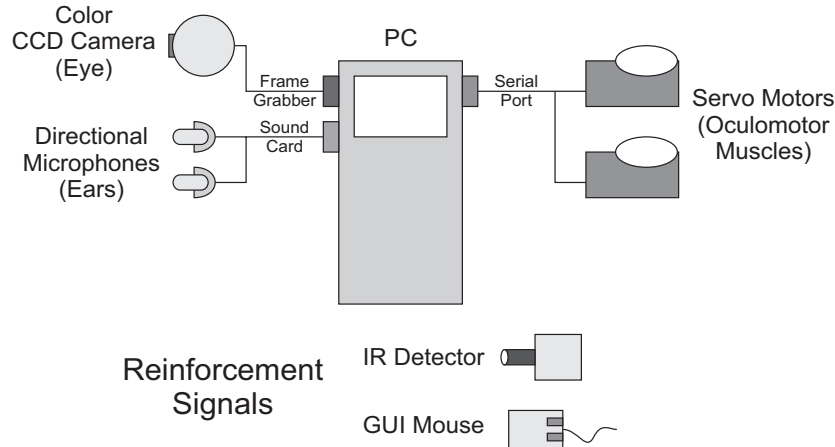 Color
CCD Camera
(Eye)
Directional
Microphones
(Ears)
Frame
Grabber
Sound
Card
PC
Serial
Port
Servo Motors
(Oculomotor
Muscles)
Reinforcement
Signals
IR Detector
GUI Mouse